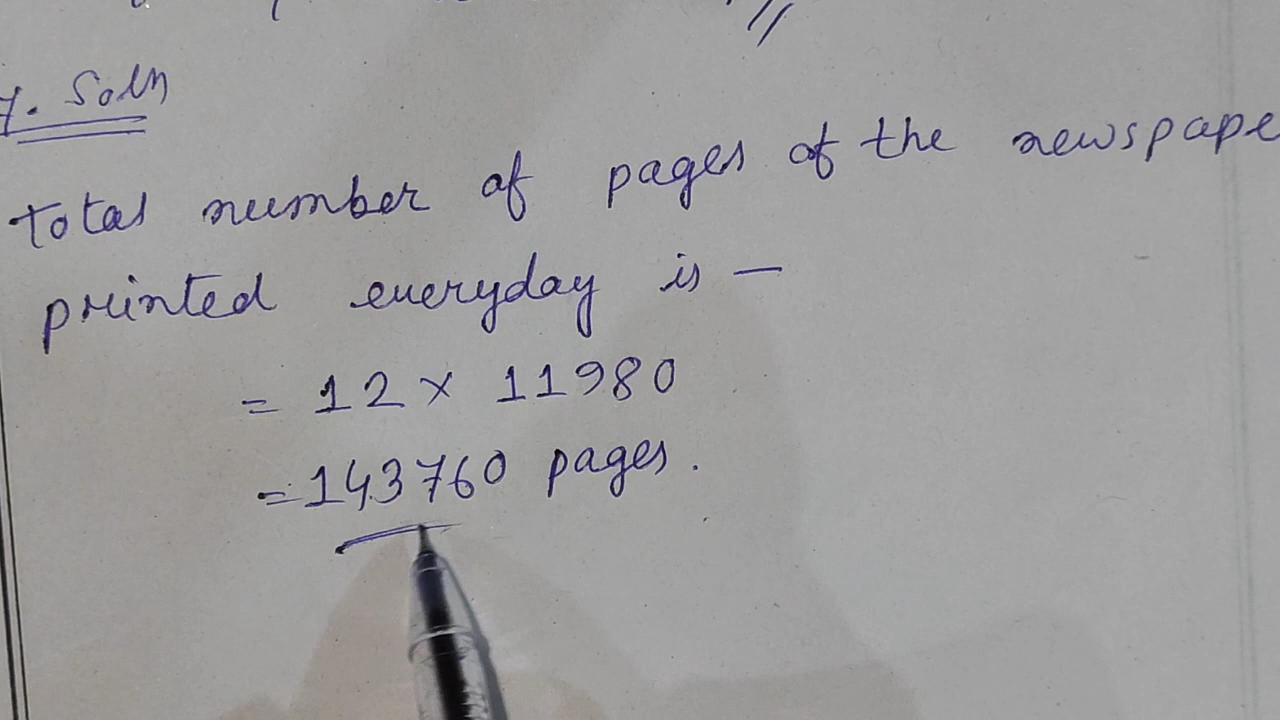 7. Soln
Total number of pages of the newspape
printed everyday is —
= 12 × 11980
= 143760 pages.